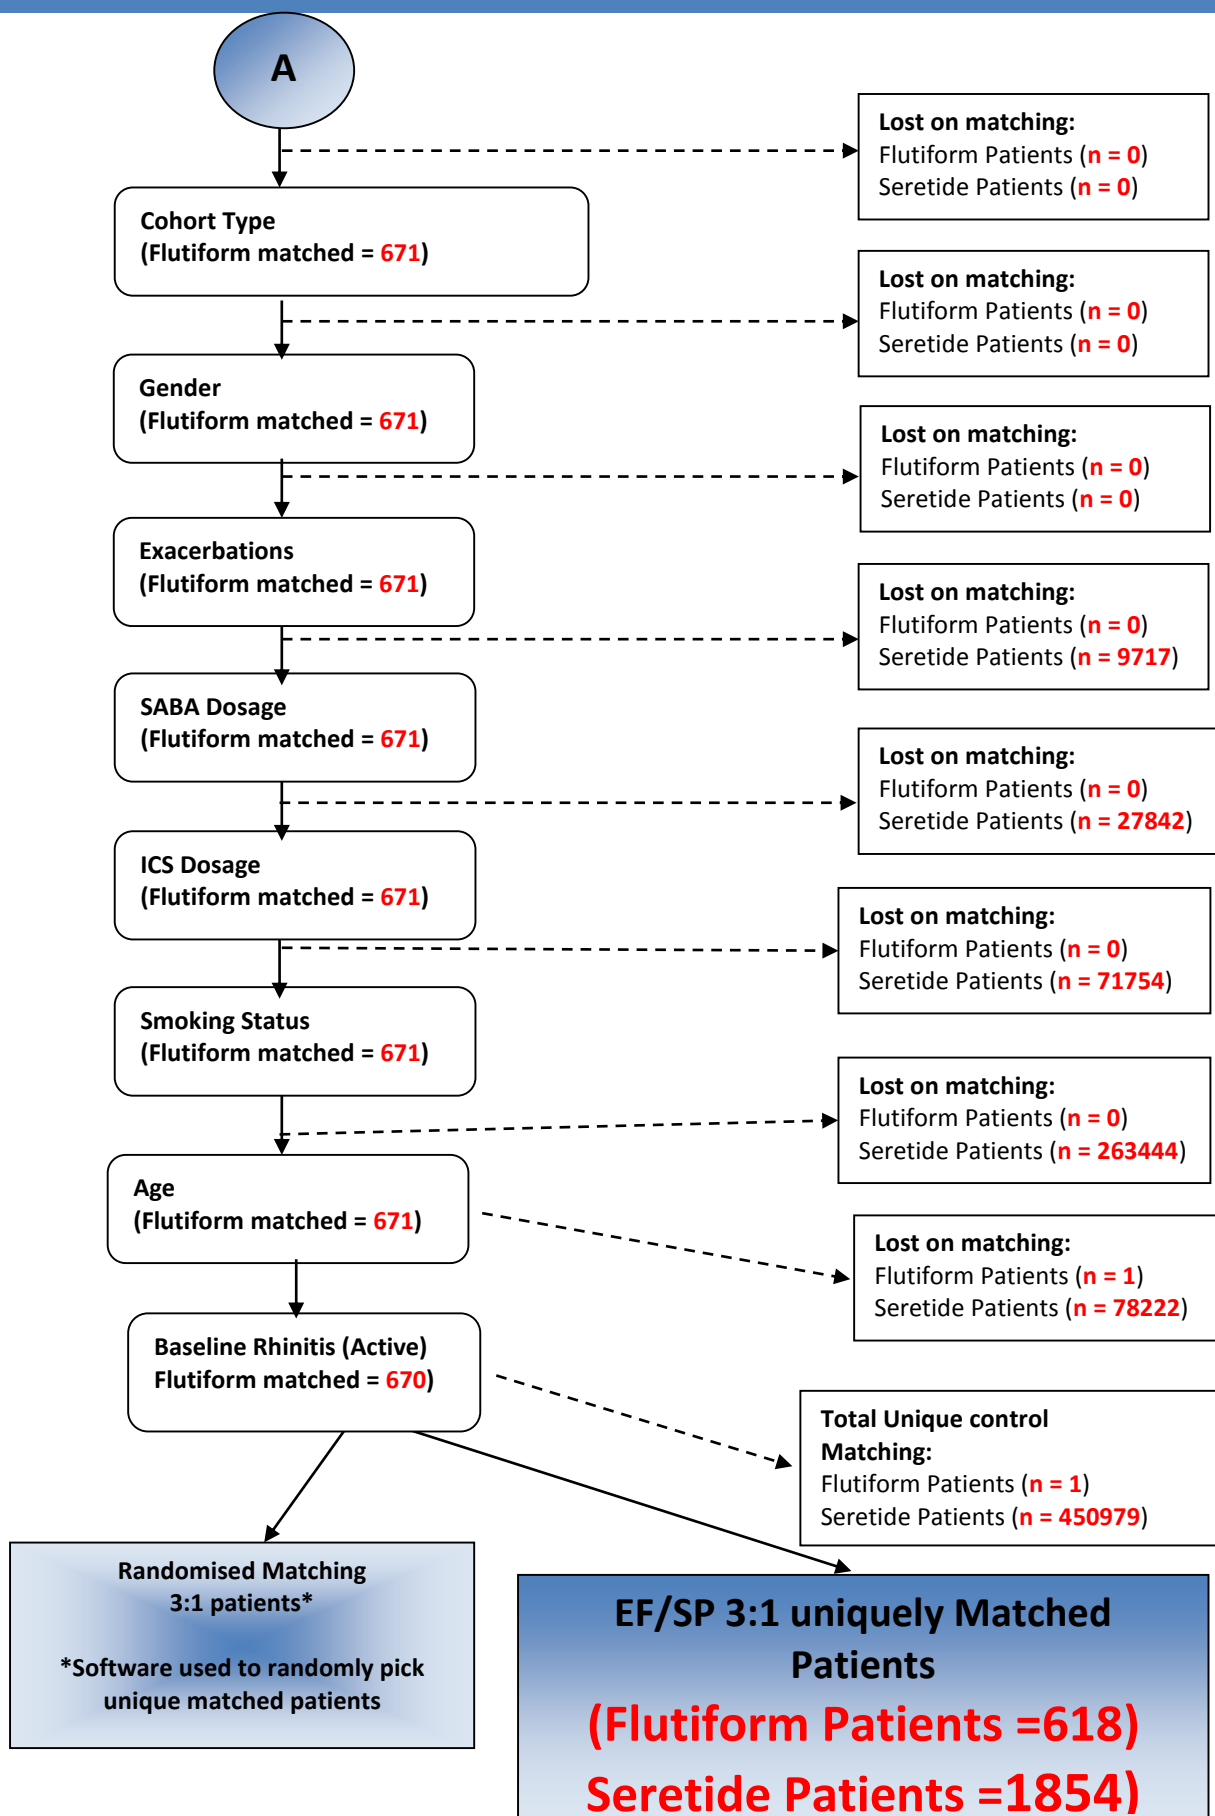 A
Lost on matching:
Flutiform Patients (n = 0)
Seretide Patients (n = 0)
Cohort Type
(Flutiform matched = 671)
Lost on matching:
Flutiform Patients (n = 0)
Seretide Patients (n = 0)
Gender
(Flutiform matched = 671)
Lost on matching:
Flutiform Patients (n = 0)
Seretide Patients (n = 0)
Exacerbations
(Flutiform matched = 671)
Lost on matching:
Flutiform Patients (n = 0)
Seretide Patients (n = 9717)
SABA Dosage
(Flutiform matched = 671)
Lost on matching:
Flutiform Patients (n = 0)
Seretide Patients (n = 27842)
ICS Dosage
(Flutiform matched = 671)
Lost on matching:
Flutiform Patients (n = 0)
Seretide Patients (n = 71754)
Smoking Status
(Flutiform matched = 671)
Lost on matching:
Flutiform Patients (n = 0)
Seretide Patients (n = 263444)
Age
(Flutiform matched = 671)
Lost on matching:
Flutiform Patients (n = 1)
Seretide Patients (n = 78222)
Baseline Rhinitis (Active)
Flutiform matched = 670)
Total Unique control
Matching:
Flutiform Patients (n = 1)
Seretide Patients (n = 450979)
Randomised Matching
3:1 patients*
*Software used to randomly pick
unique matched patients
EF/SP 3:1 uniquely Matched
Patients
(Flutiform Patients =618)
Seretide Patients =1854)